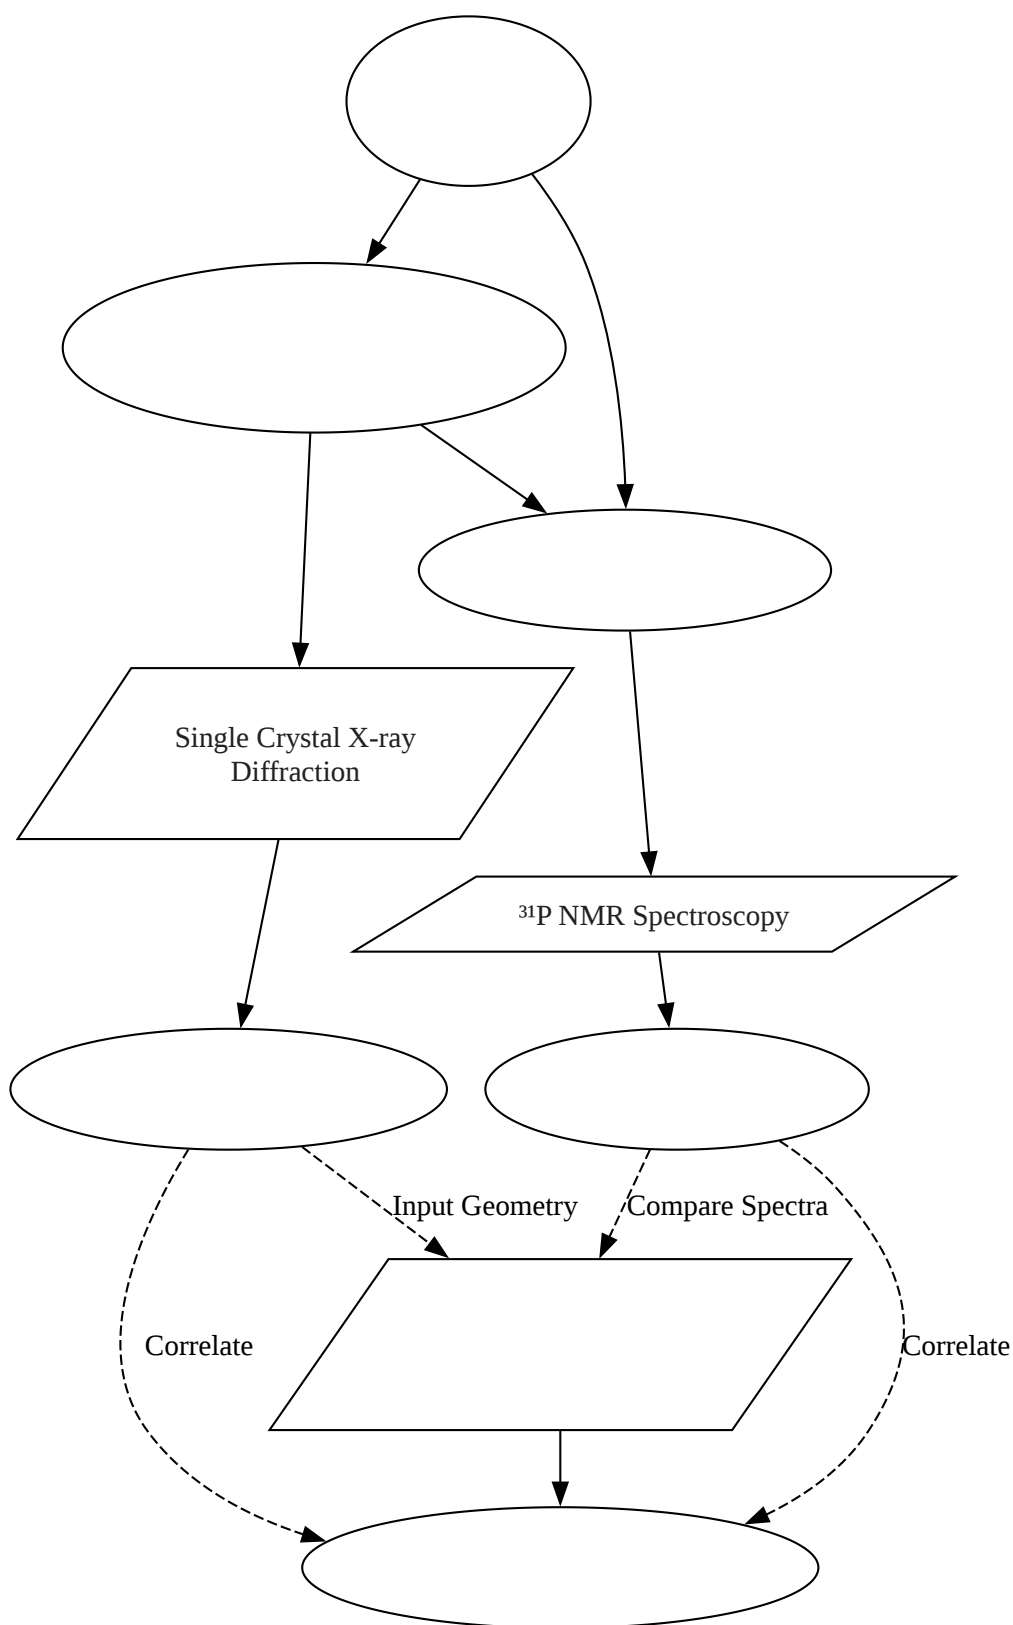 Single Crystal X-ray
Diffraction
³¹P NMR Spectroscopy
Input Geometry
Compare Spectra
Correlate
Correlate